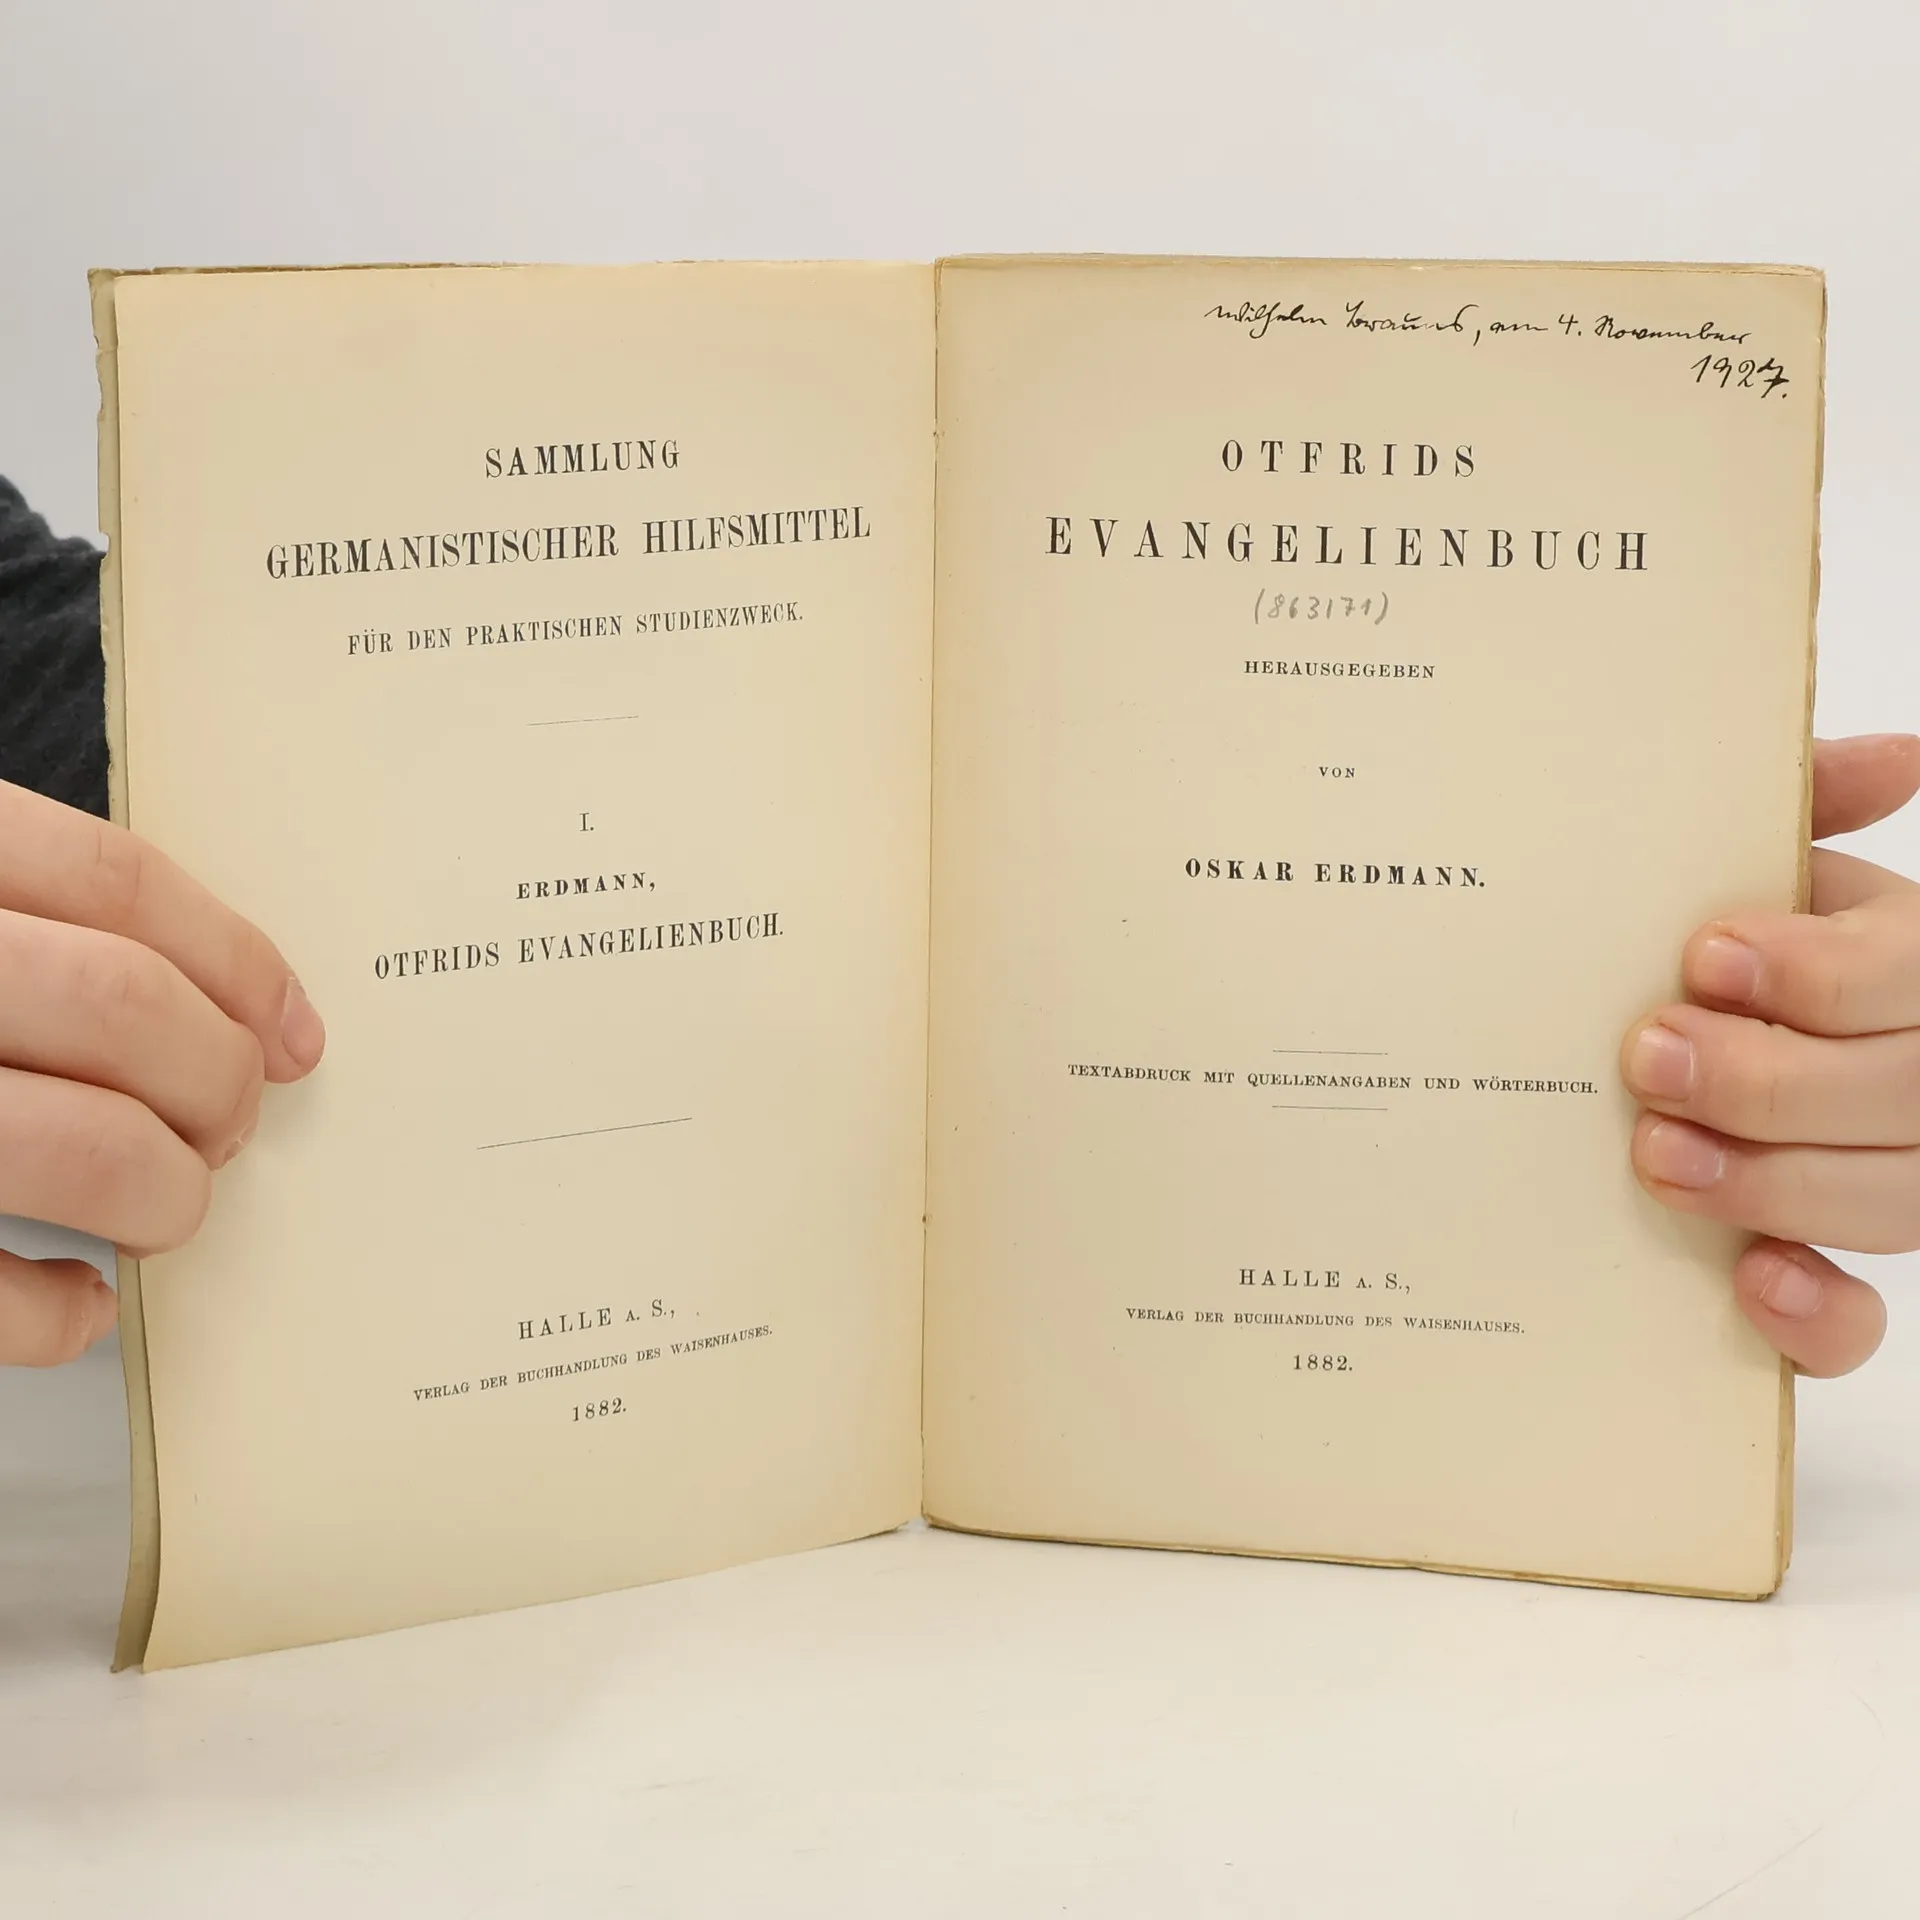 SAMMLUNG
GERMANISTISCHER HILFSMITTEL
FÜR DEN PRAKTISCHEN STUDIENZWECK.
I.
ERDMANN,
OTFRIDS EVANGELIENBUCH.
HALLE A. S.,
VERLAG DER BUCHHANDLUNG DES WAISENHAUSES.
1882.
Wilhelm Brauns, am 4. November
1927.
OTFRIDS
EVANGELIENBUCH
(863171)
HERAUSGEGEBEN
VON
OSKAR ERDMANN.
TEXTABDRUCK MIT QUELLENANGABEN UND WÖRTERBUCH.
HALLE A. S.,
VERLAG DER BUCHHANDLUNG DES WAISENHAUSES.
1882.